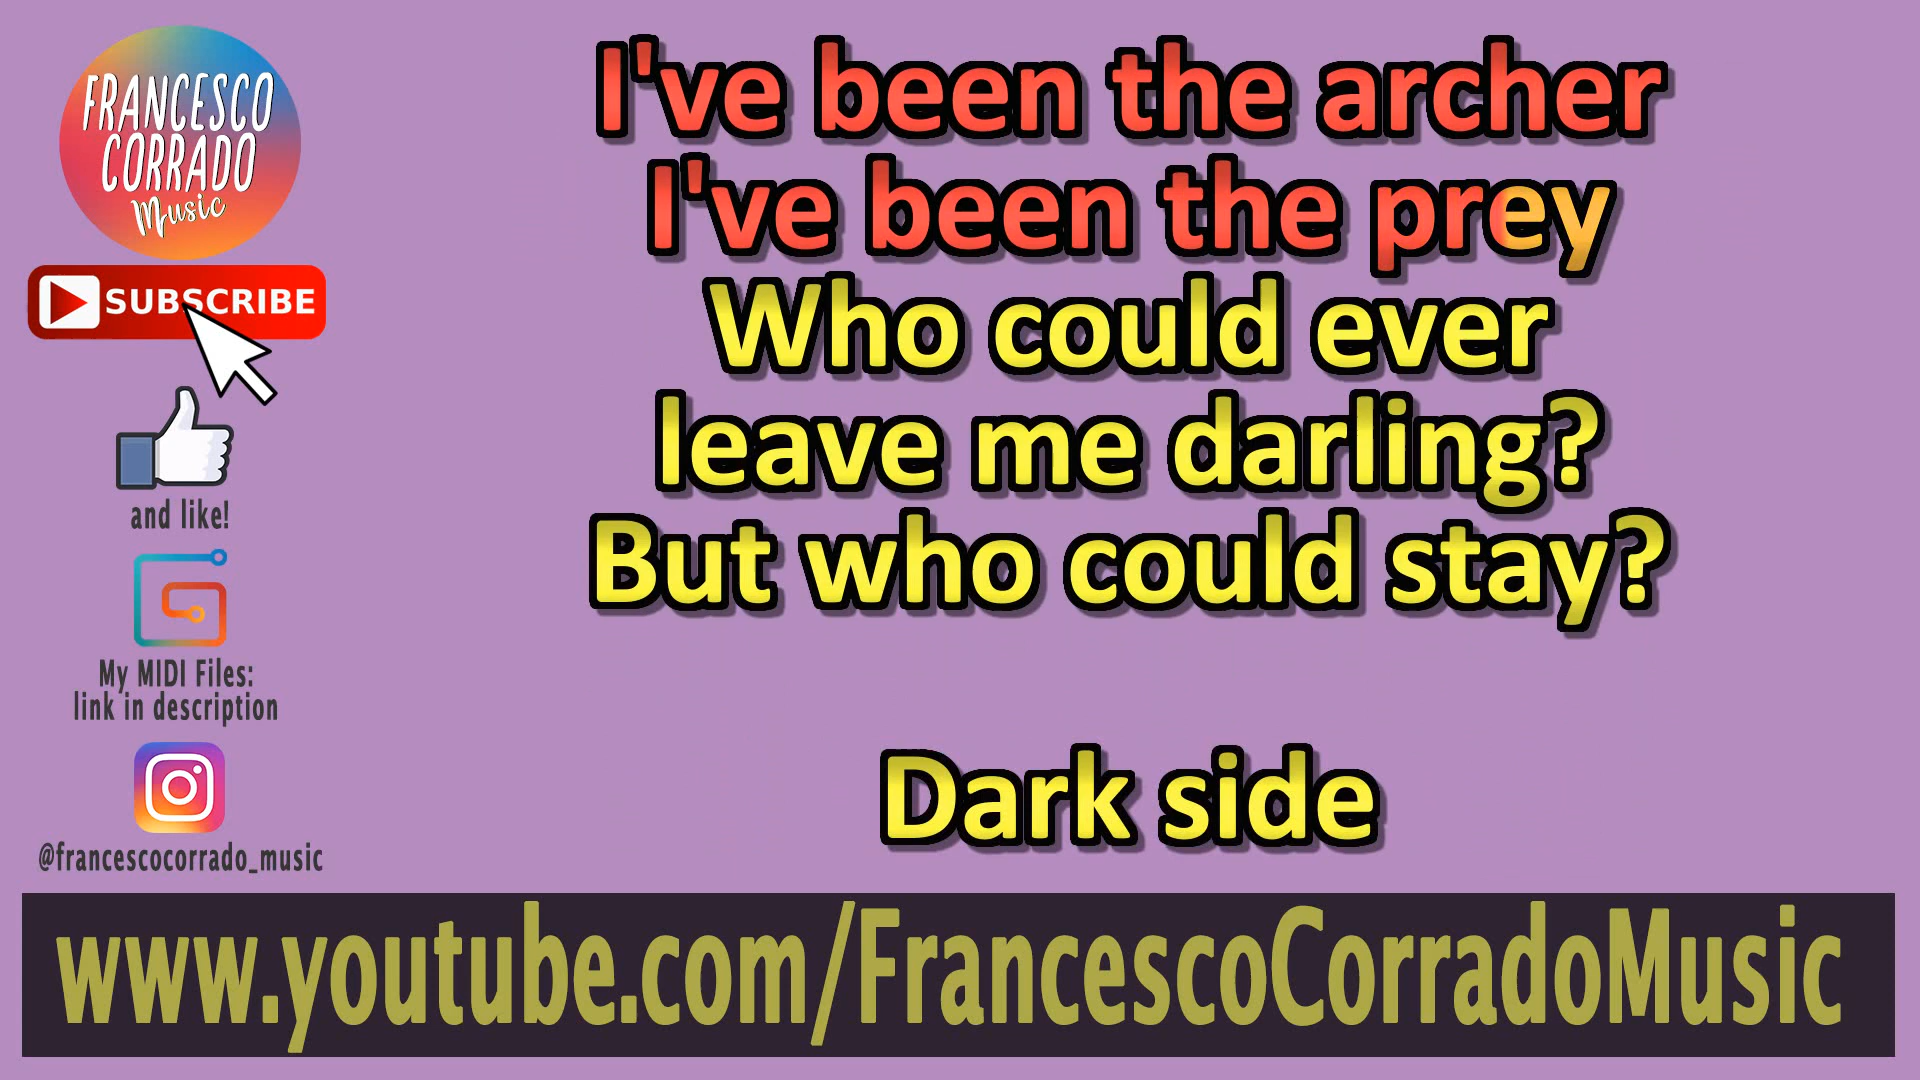 FRANCESCO
CORRADO
Music
SUBSCRIBE
and like!
My MIDI Files:
link in description
@francescocorrado_music
I've been the archer
I've been the prey
Who could ever
leave me darling?
But who could stay?
Dark side
www.youtube.com/FrancescoCorradoMusic